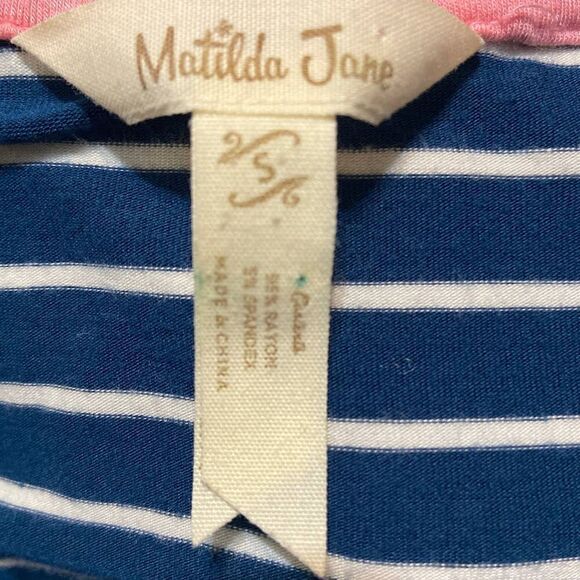 Matilda Jane
S
95% RAYON
5% SPANDEX
MADE IN CHINA